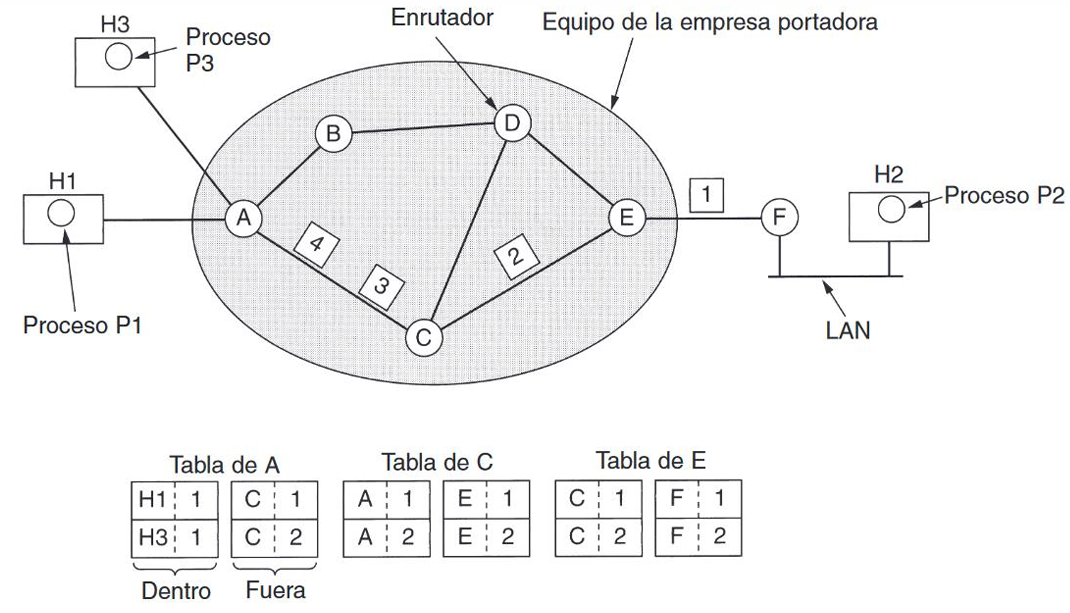 H3
Proceso
P3
Enrutador
Equipo de la empresa portadora
B
D
H1
A
4
3
2
C
E
1
F
H2
Proceso P2
Proceso P1
LAN
Tabla de A
H1 1 C 1
H3 1 C 2
Dentro Fuera
Tabla de C
A 1 E 1
A 2 E 2
Tabla de E
C 1 F 1
C 2 F 2